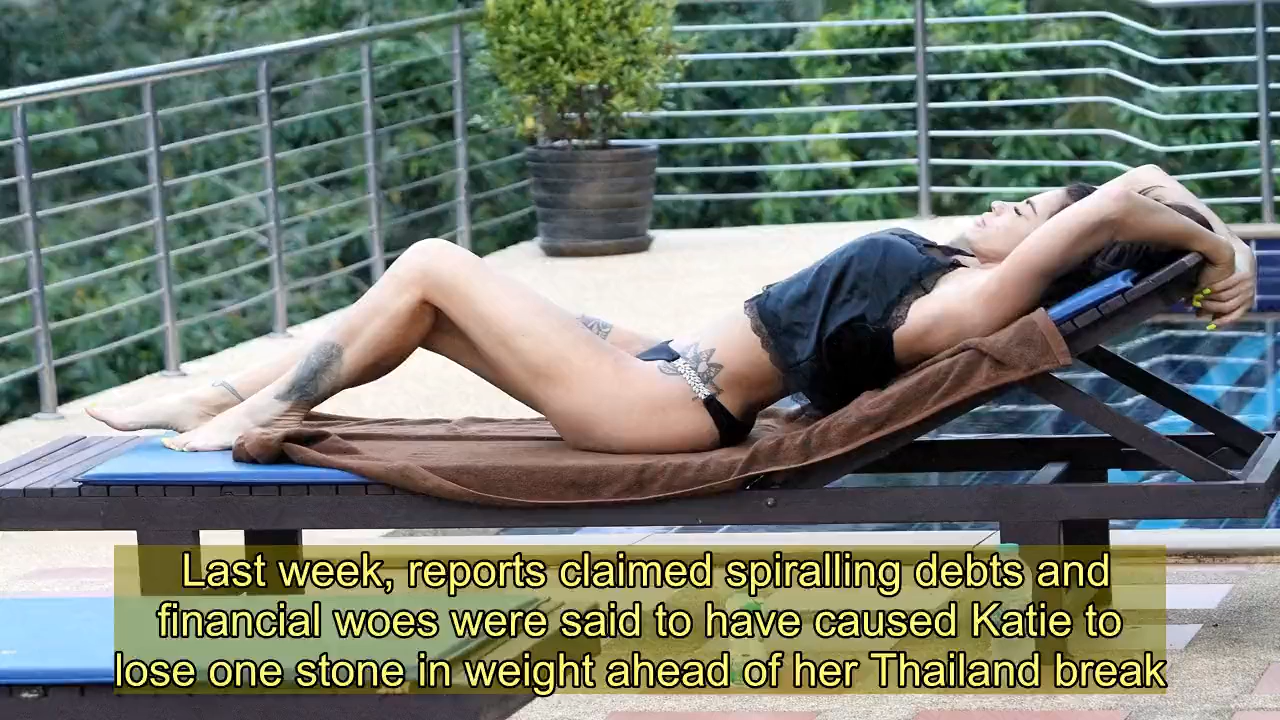 Last week, reports claimed spiralling debts and
financial woes were said to have caused Katie to
lose one stone in weight ahead of her Thailand break